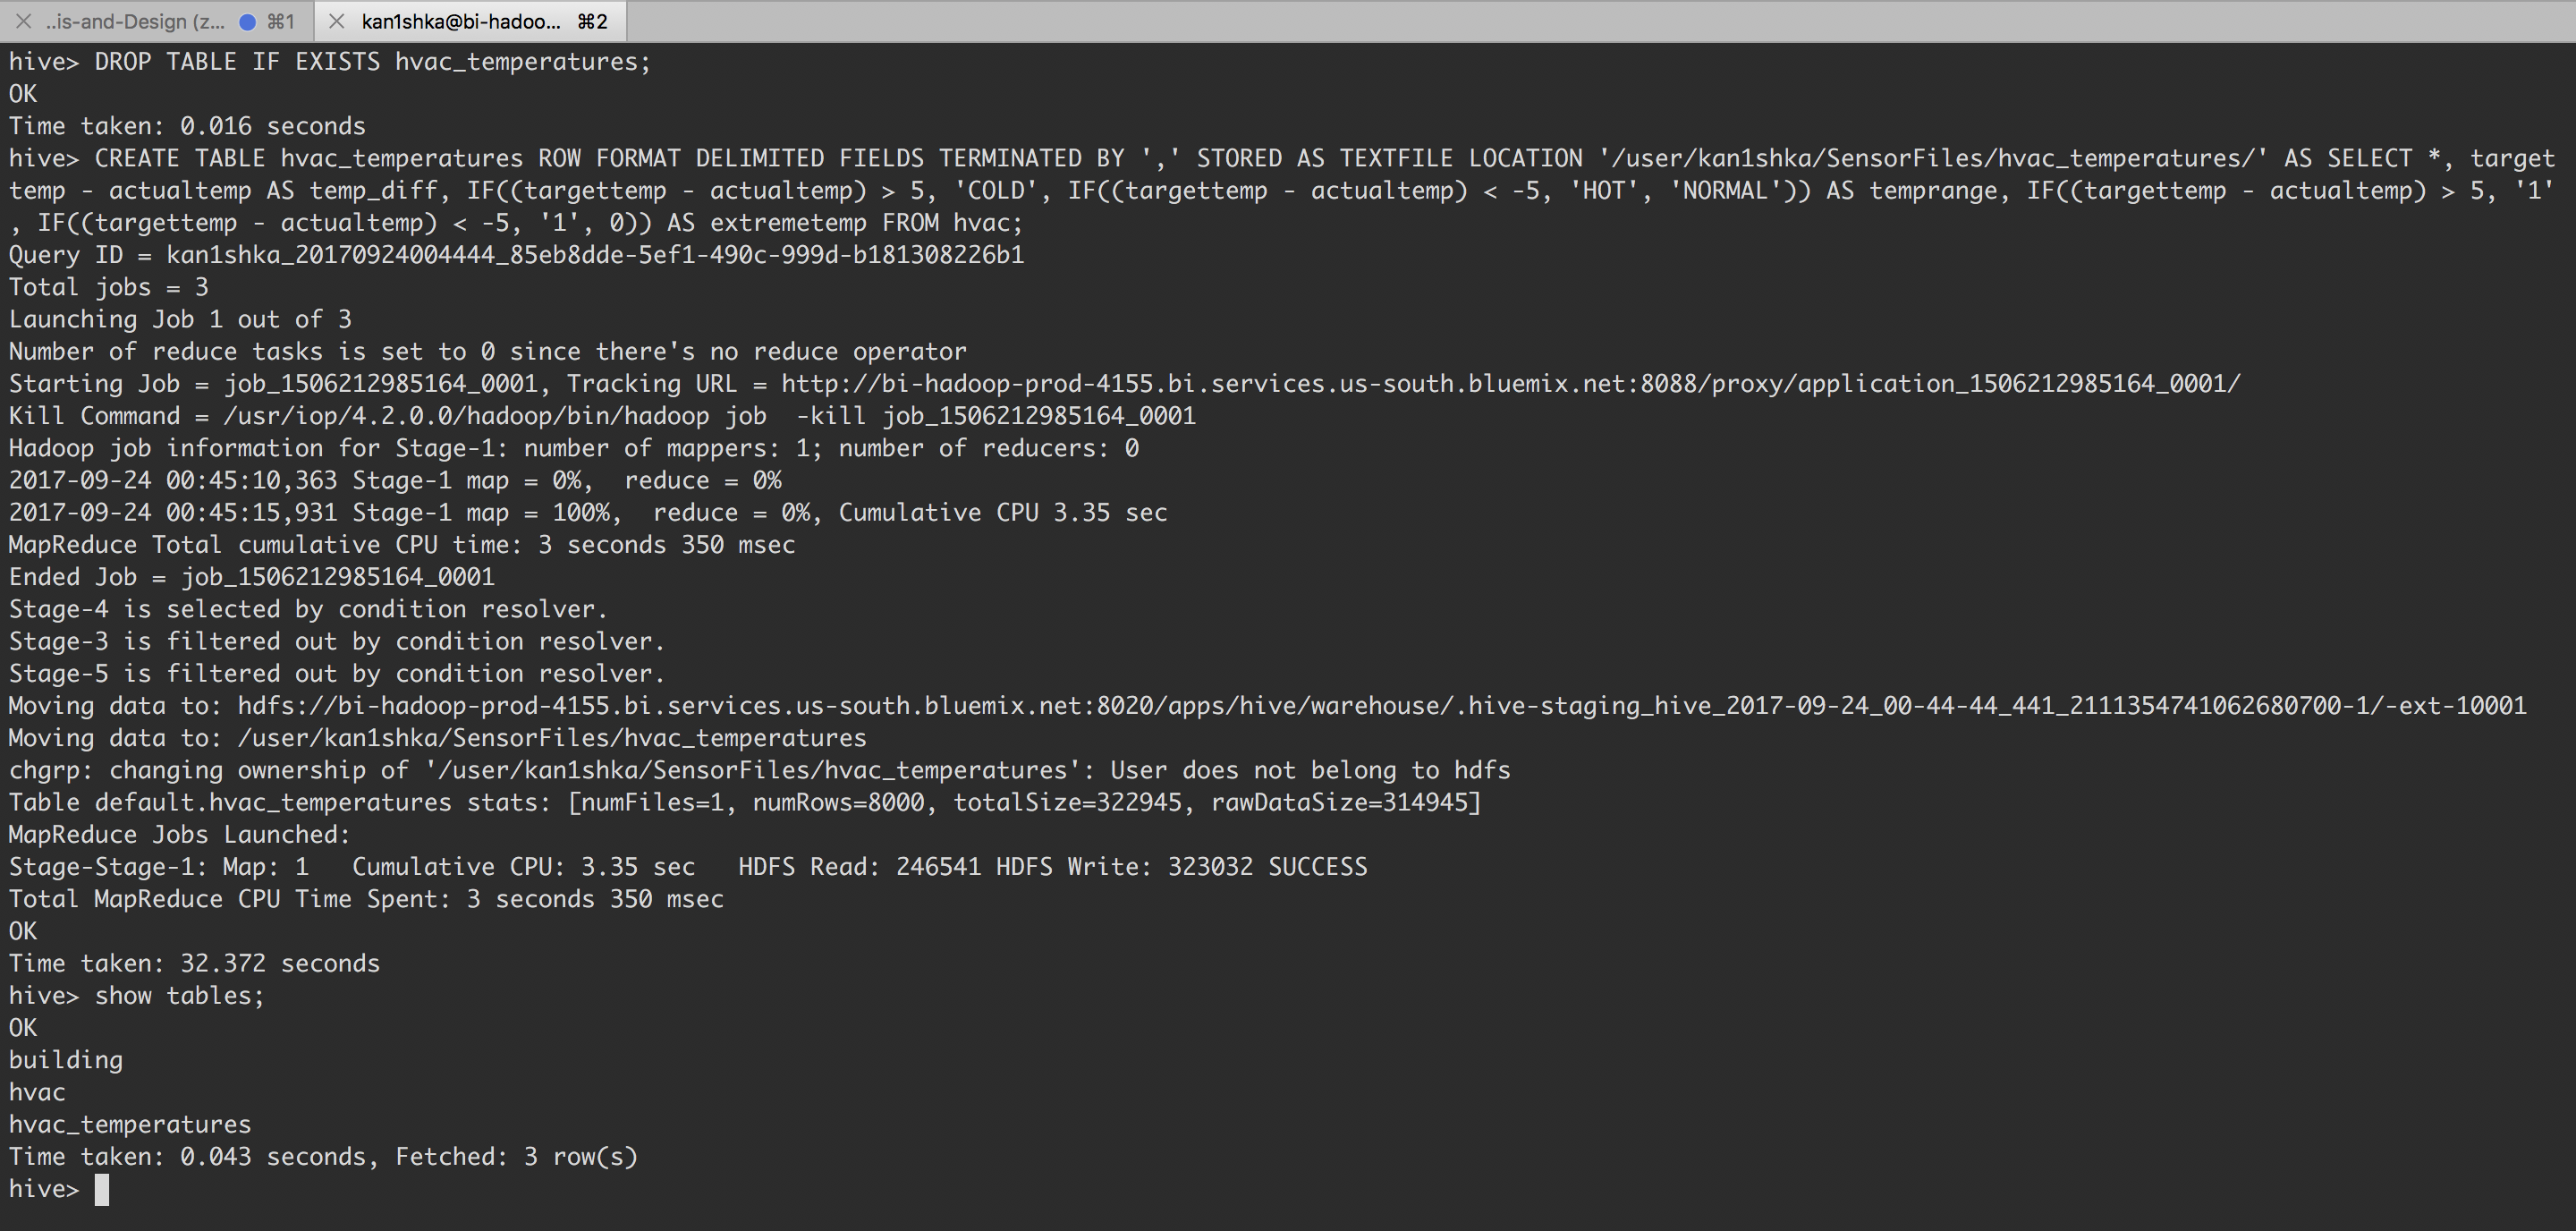 ..is-and-Design (z... ⌘1 kan1shka@bi-hadoo... ⌘2
hive> DROP TABLE IF EXISTS hvac_temperatures;
OK
Time taken: 0.016 seconds
hive> CREATE TABLE hvac_temperatures ROW FORMAT DELIMITED FIELDS TERMINATED BY ',' STORED AS TEXTFILE LOCATION '/user/kan1shka/SensorFiles/hvac_temperatures/' AS SELECT *, target
temp - actualtemp AS temp_diff, IF((targettemp - actualtemp) > 5, 'COLD', IF((targettemp - actualtemp) < -5, 'HOT', 'NORMAL')) AS temprange, IF((targettemp - actualtemp) > 5, '1'
, IF((targettemp - actualtemp) < -5, '1', 0)) AS extremetemp FROM hvac;
Query ID = kan1shka_20170924004444_85eb8dde-5ef1-490c-999d-b181308226b1
Total jobs = 3
Launching Job 1 out of 3
Number of reduce tasks is set to 0 since there's no reduce operator
Starting Job = job_1506212985164_0001, Tracking URL = http://bi-hadoop-prod-4155.bi.services.us-south.bluemix.net:8088/proxy/application_1506212985164_0001/
Kill Command = /usr/iop/4.2.0.0/hadoop/bin/hadoop job  -kill job_1506212985164_0001
Hadoop job information for Stage-1: number of mappers: 1; number of reducers: 0
2017-09-24 00:45:10,363 Stage-1 map = 0%,  reduce = 0%
2017-09-24 00:45:15,931 Stage-1 map = 100%,  reduce = 0%, Cumulative CPU 3.35 sec
MapReduce Total cumulative CPU time: 3 seconds 350 msec
Ended Job = job_1506212985164_0001
Stage-4 is selected by condition resolver.
Stage-3 is filtered out by condition resolver.
Stage-5 is filtered out by condition resolver.
Moving data to: hdfs://bi-hadoop-prod-4155.bi.services.us-south.bluemix.net:8020/apps/hive/warehouse/.hive-staging_hive_2017-09-24_00-44-44_441_2111354741062680700-1/-ext-10001
Moving data to: /user/kan1shka/SensorFiles/hvac_temperatures
chgrp: changing ownership of '/user/kan1shka/SensorFiles/hvac_temperatures': User does not belong to hdfs
Table default.hvac_temperatures stats: [numFiles=1, numRows=8000, totalSize=322945, rawDataSize=314945]
MapReduce Jobs Launched:
Stage-Stage-1: Map: 1   Cumulative CPU: 3.35 sec   HDFS Read: 246541 HDFS Write: 323032 SUCCESS
Total MapReduce CPU Time Spent: 3 seconds 350 msec
OK
Time taken: 32.372 seconds
hive> show tables;
OK
building
hvac
hvac_temperatures
Time taken: 0.043 seconds, Fetched: 3 row(s)
hive>